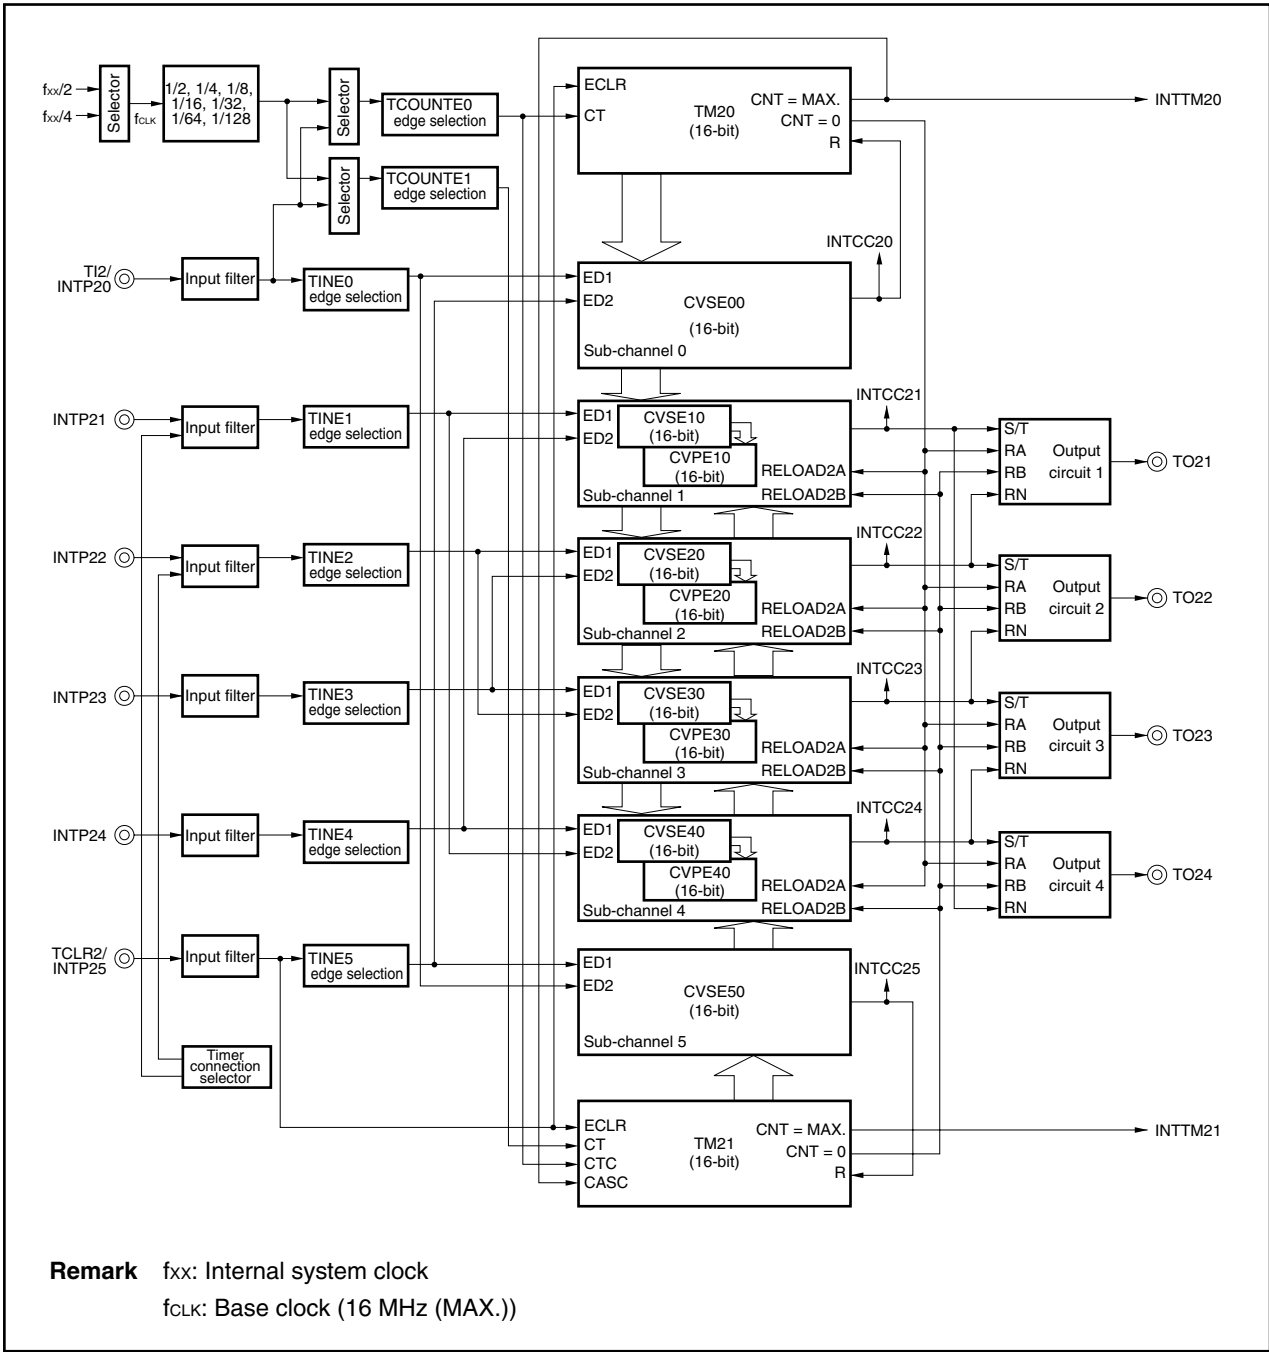 fxx/2
fxx/4
Selector
fCLK
1/2, 1/4, 1/8,
1/16, 1/32,
1/64, 1/128
Selector
TCOUNTE0
edge selection
Selector
TCOUNTE1
edge selection
ECLR
CT
TM20
(16-bit)
CNT = MAX.
CNT = 0
R
INTTM20
TI2/
INTP20
Input filter
TINE0
edge selection
ED1
ED2
CVSE00
(16-bit)
Sub-channel 0
INTCC20
INTP21
Input filter
TINE1
edge selection
ED1
ED2
CVSE10
(16-bit)
CVPE10
(16-bit)
Sub-channel 1
RELOAD2A
RELOAD2B
INTCC21
S/T
RA
RB
RN
Output
circuit 1
TO21
INTP22
Input filter
TINE2
edge selection
ED1
ED2
CVSE20
(16-bit)
CVPE20
(16-bit)
Sub-channel 2
RELOAD2A
RELOAD2B
INTCC22
S/T
RA
RB
RN
Output
circuit 2
TO22
INTP23
Input filter
TINE3
edge selection
ED1
ED2
CVSE30
(16-bit)
CVPE30
(16-bit)
Sub-channel 3
RELOAD2A
RELOAD2B
INTCC23
S/T
RA
RB
RN
Output
circuit 3
TO23
INTP24
Input filter
TINE4
edge selection
ED1
ED2
CVSE40
(16-bit)
CVPE40
(16-bit)
Sub-channel 4
RELOAD2A
RELOAD2B
INTCC24
S/T
RA
RB
RN
Output
circuit 4
TO24
TCLR2/
INTP25
Input filter
TINE5
edge selection
ED1
ED2
CVSE50
(16-bit)
Sub-channel 5
INTCC25
Timer
connection
selector
ECLR
CT
CTC
CASC
TM21
(16-bit)
CNT = MAX.
CNT = 0
R
INTTM21
Remark fxx: Internal system clock
fCLK: Base clock (16 MHz (MAX.))